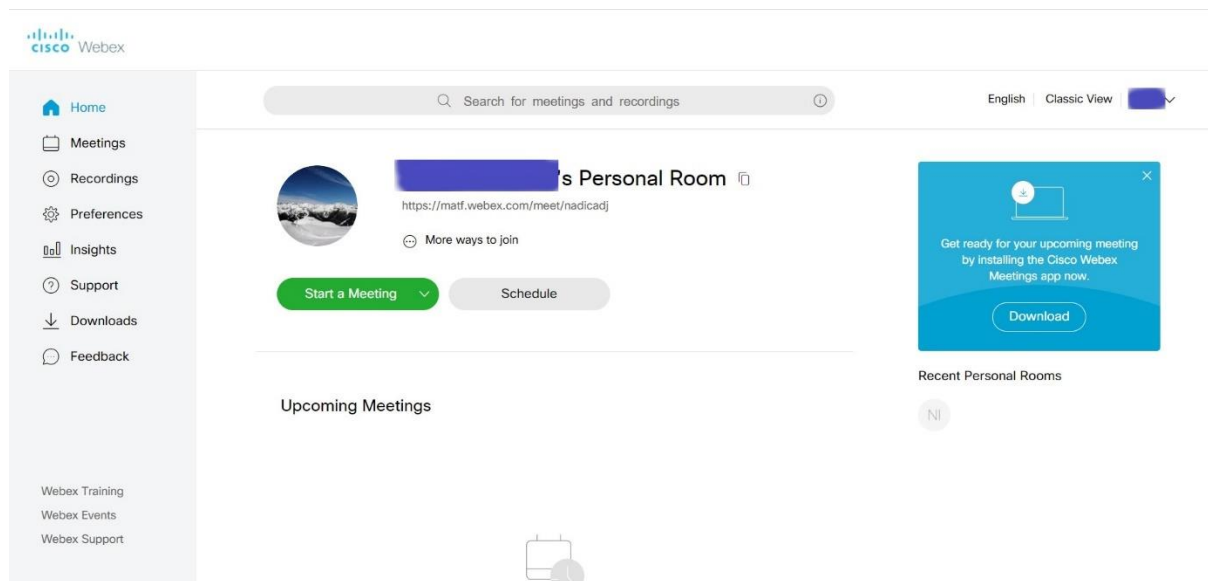 CISCO Webex
Home
Meetings
Recordings
Preferences
Insights
Support
Downloads
Feedback
Webex Training
Webex Events
Webex Support
Search for meetings and recordings
English Classic View
's Personal Room
https://matf.webex.com/meet/nadicadj
More ways to join
Start a Meeting
Schedule
Upcoming Meetings
Get ready for your upcoming meeting
by installing the Cisco Webex
Meetings app now.
Download
Recent Personal Rooms
NI